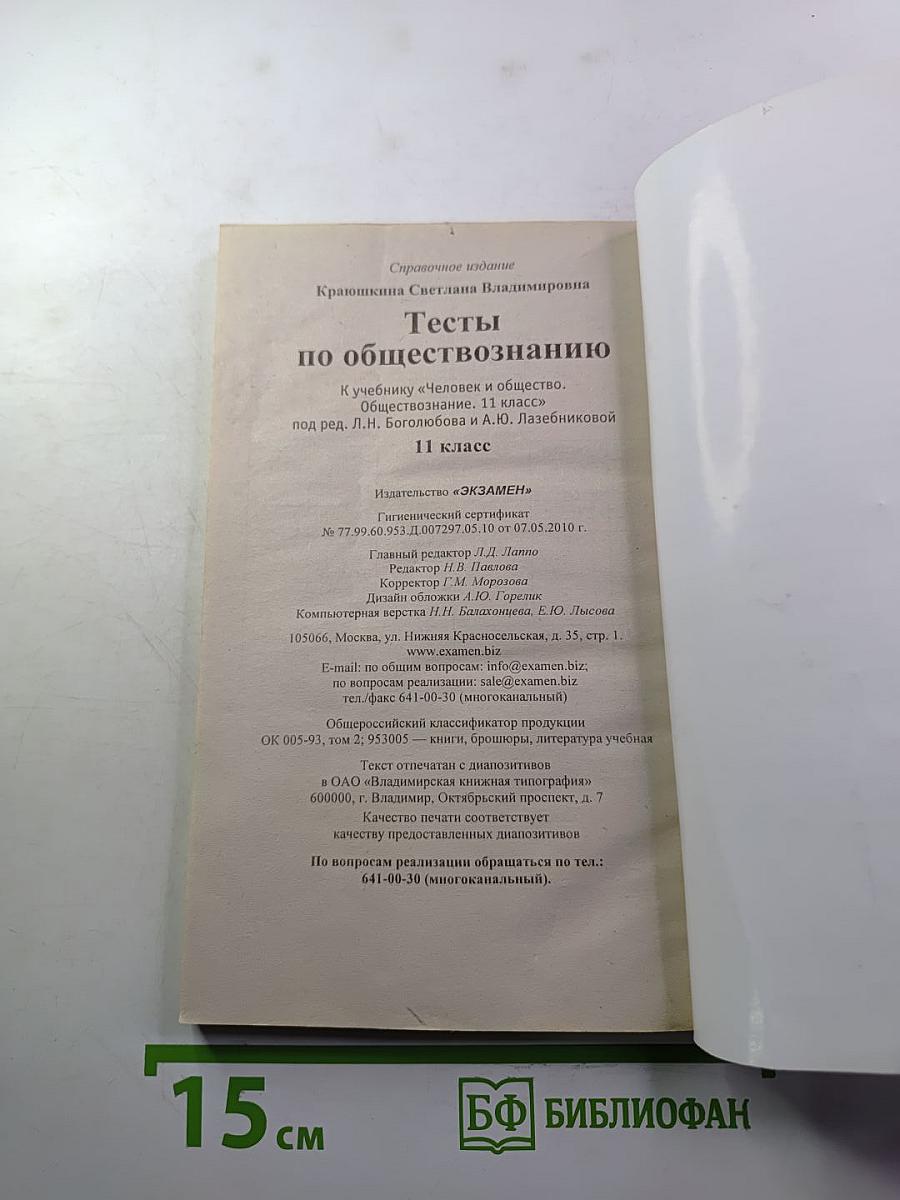 Справочное издание
Краюшкина Светлана Владимировна
Тесты
по обществознанию
К учебнику «Человек и общество.
Обществознание. 11 класс»
под ред. Л.Н. Боголюбова и А.Ю. Лазебниковой
11 класс
Издательство «ЭКЗАМЕН»
Гигиенический сертификат
№ 77.99.60.953.Д.007297.05.10 от 07.05.2010 г.
Главный редактор Л.Д. Лаппо
Редактор Н.В. Павлова
Корректор Г.М. Морозова
Дизайн обложки А.Ю. Горелик
Компьютерная верстка Н.Н. Балахонцева, Е.Ю. Лысова
105066, Москва, ул. Нижняя Красносельская, д. 35, стр. 1.
www.examen.biz
E-mail: по общим вопросам: info@examen.biz;
по вопросам реализации: sale@examen.biz
тел./факс 641-00-30 (многоканальный)
Общероссийский классификатор продукции
ОК 005-93, том 2; 953005 — книги, брошюры, литература учебная
Текст отпечатан с диапозитивов
в ОАО «Владимирская книжная типография»
600000, г. Владимир, Октябрьский проспект, д. 7
Качество печати соответствует
качеству предоставленных диапозитивов
По вопросам реализации обращаться по тел.:
641-00-30 (многоканальный).
15 см
БФ БИБЛИОФАН